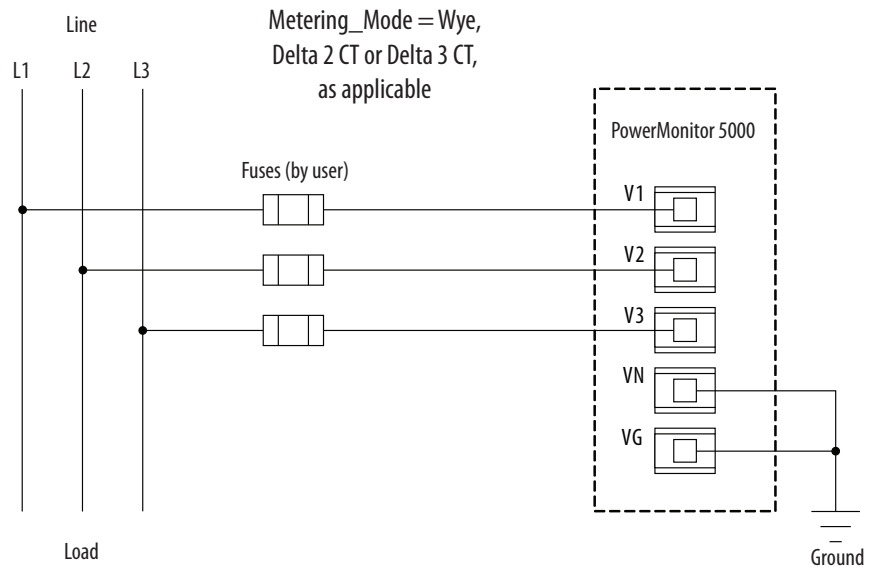 Line
Metering_Mode = Wye,
Delta 2 CT or Delta 3 CT,
as applicable
L1 L2 L3
PowerMonitor 5000
Fuses (by user)
V1
V2
V3
VN
VG
Load
Ground